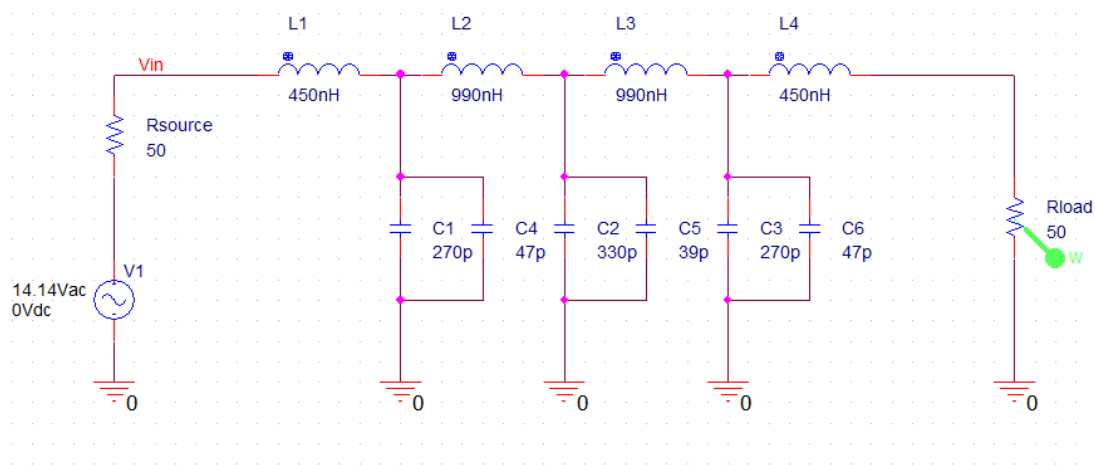 L1
L2
L3
L4
Vin
450nH
990nH
990nH
450nH
Rsource
50
C1
270p
C4
47p
C2
330p
C5
39p
C3
270p
C6
47p
Rload
50
W
V1
14.14Vac
0Vdc
0
0
0
0
0